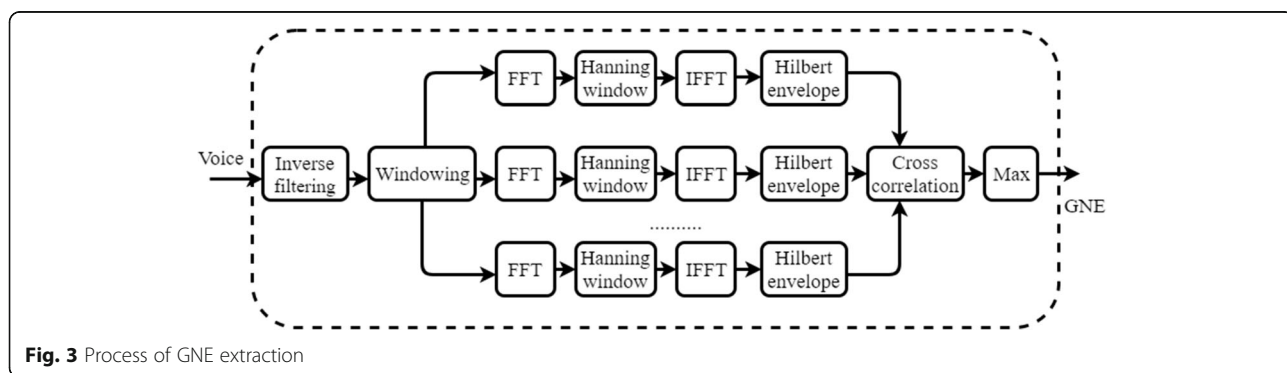 FFT
Hanning
window
IFFT
Hilbert
envelope
Voice
Inverse
filtering
Windowing
FFT
Hanning
window
IFFT
Hilbert
envelope
Cross
correlation
Max
GNE
..........
FFT
Hanning
window
IFFT
Hilbert
envelope
Fig. 3 Process of GNE extraction